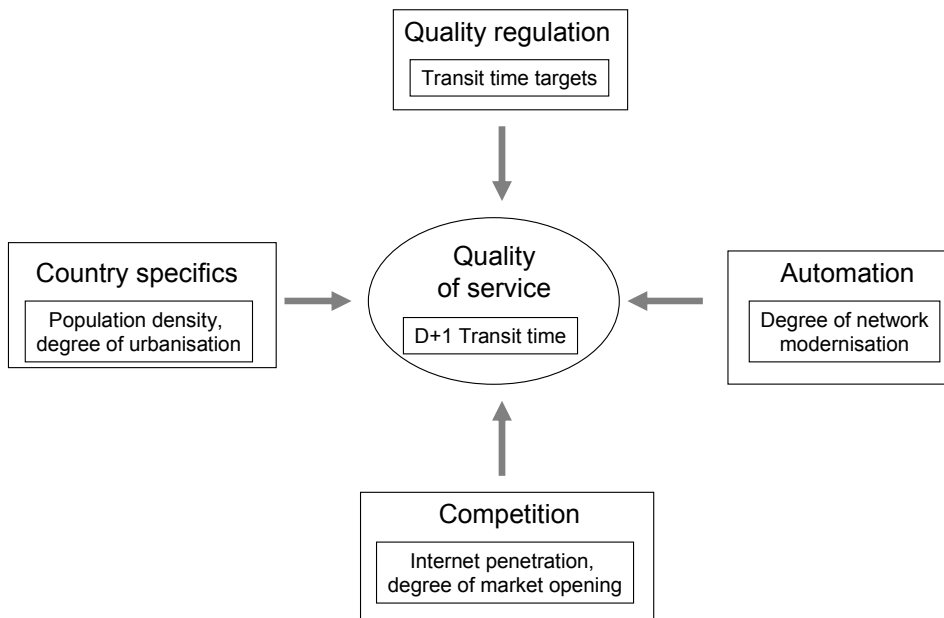 Quality regulation
Transit time targets
Country specifics
Population density,
degree of urbanisation
Quality
of service
D+1 Transit time
Automation
Degree of network
modernisation
Competition
Internet penetration,
degree of market opening